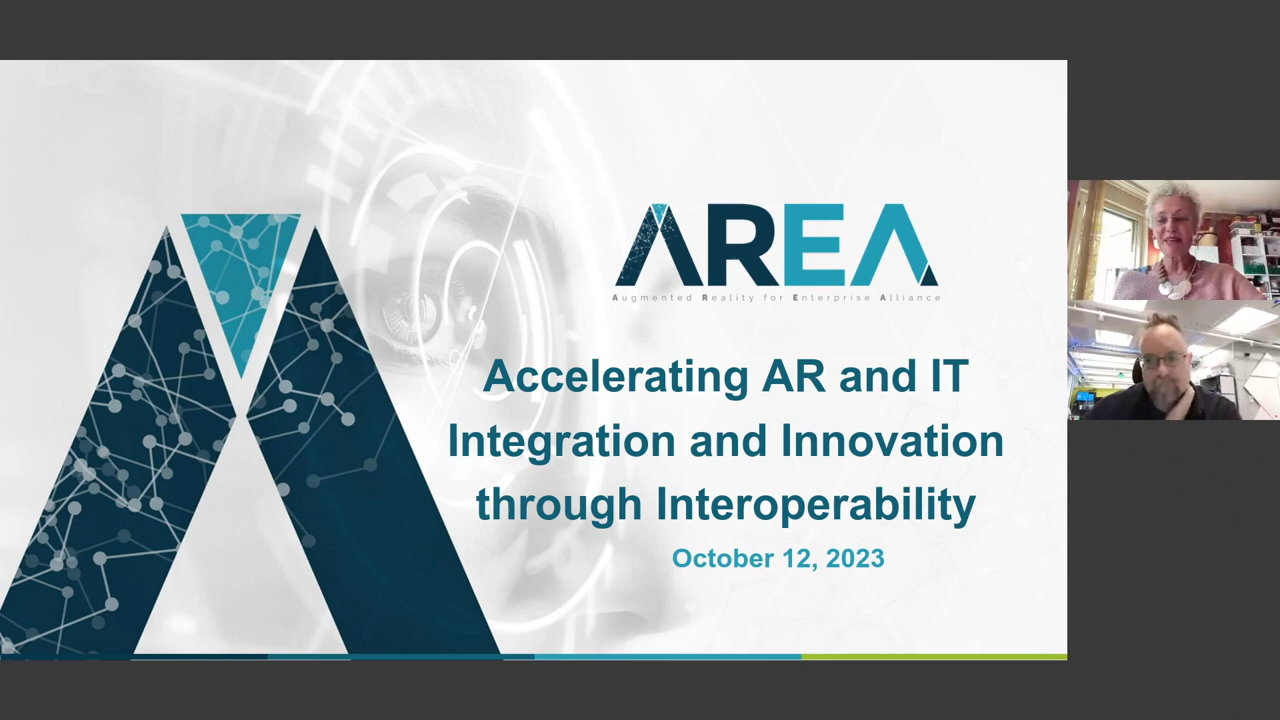 AREA
Augmented Reality for Enterprise Alliance
Accelerating AR and IT
Integration and Innovation
through Interoperability
October 12, 2023